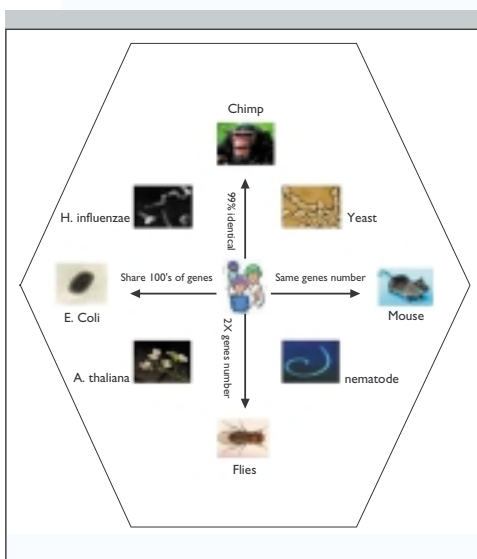 Chimp
99% identical
H. influenzae
Yeast
Share 100's of genes
Same genes number
E. Coli
Mouse
2X genes number
A. thaliana
nematode
Flies